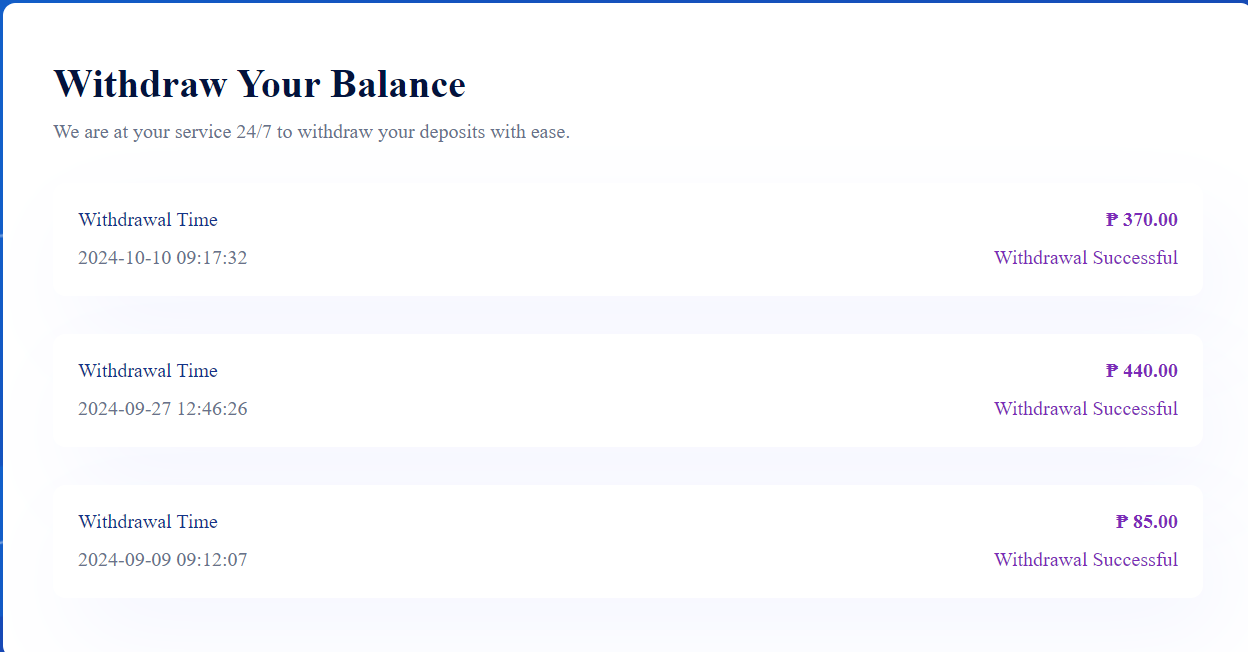 Withdraw Your Balance
We are at your service 24/7 to withdraw your deposits with ease.
Withdrawal Time
₱ 370.00
2024-10-10 09:17:32
Withdrawal Successful
Withdrawal Time
₱ 440.00
2024-09-27 12:46:26
Withdrawal Successful
Withdrawal Time
₱ 85.00
2024-09-09 09:12:07
Withdrawal Successful